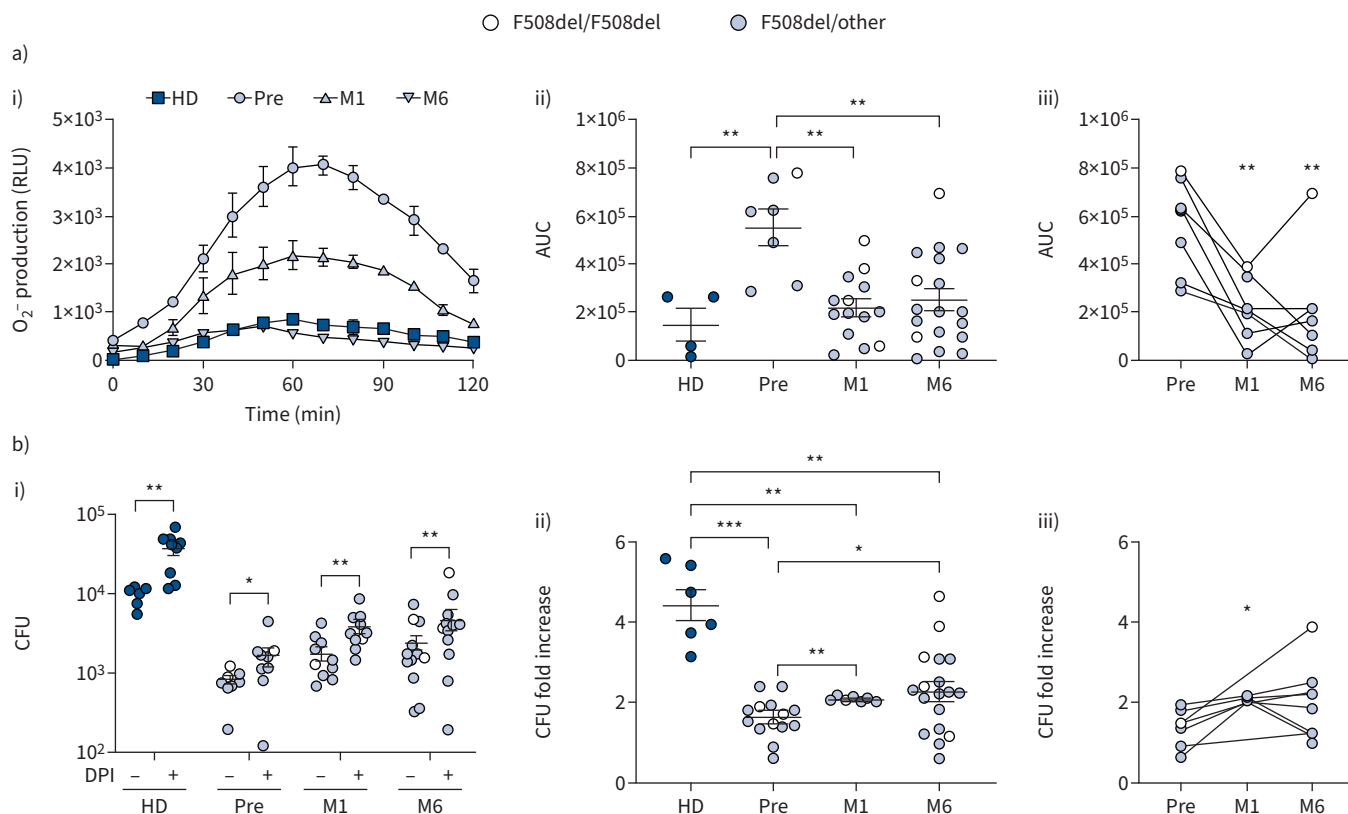 F508del/F508del F508del/other
a)
i) HD Pre M1 M6
O₂⁻ production (RLU)
5×10³
4×10³
3×10³
2×10³
1×10³
0
0 30 60 90 120
Time (min)
ii)
AUC
1×10⁶
8×10⁵
6×10⁵
4×10⁵
2×10⁵
0
** ** **
HD Pre M1 M6
iii)
AUC
1×10⁶
8×10⁵
6×10⁵
4×10⁵
2×10⁵
0
** **
Pre M1 M6
b)
i)
CFU
10⁵
10⁴
10³
10²
** * ** **
DPI – + – + – + – +
HD Pre M1 M6
ii)
CFU fold increase
6
4
2
0
**
**
***
*
**
HD Pre M1 M6
iii)
CFU fold increase
6
4
2
0
*
Pre M1 M6